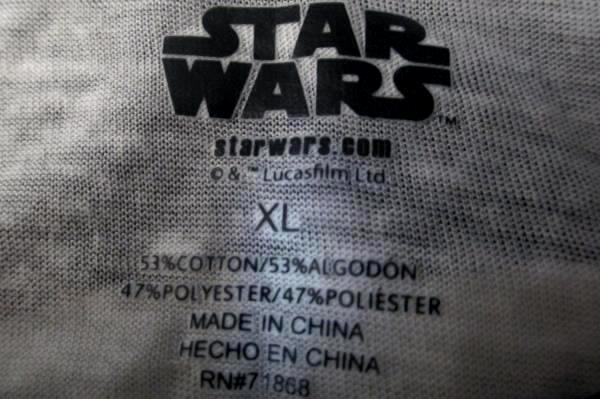 STAR
WARS™
starwars.com
© & ™ Lucasfilm Ltd.
XL
53%COTTON/53%ALGODÓN
47%POLYESTER/47%POLIÉSTER
MADE IN CHINA
HECHO EN CHINA
RN#71868